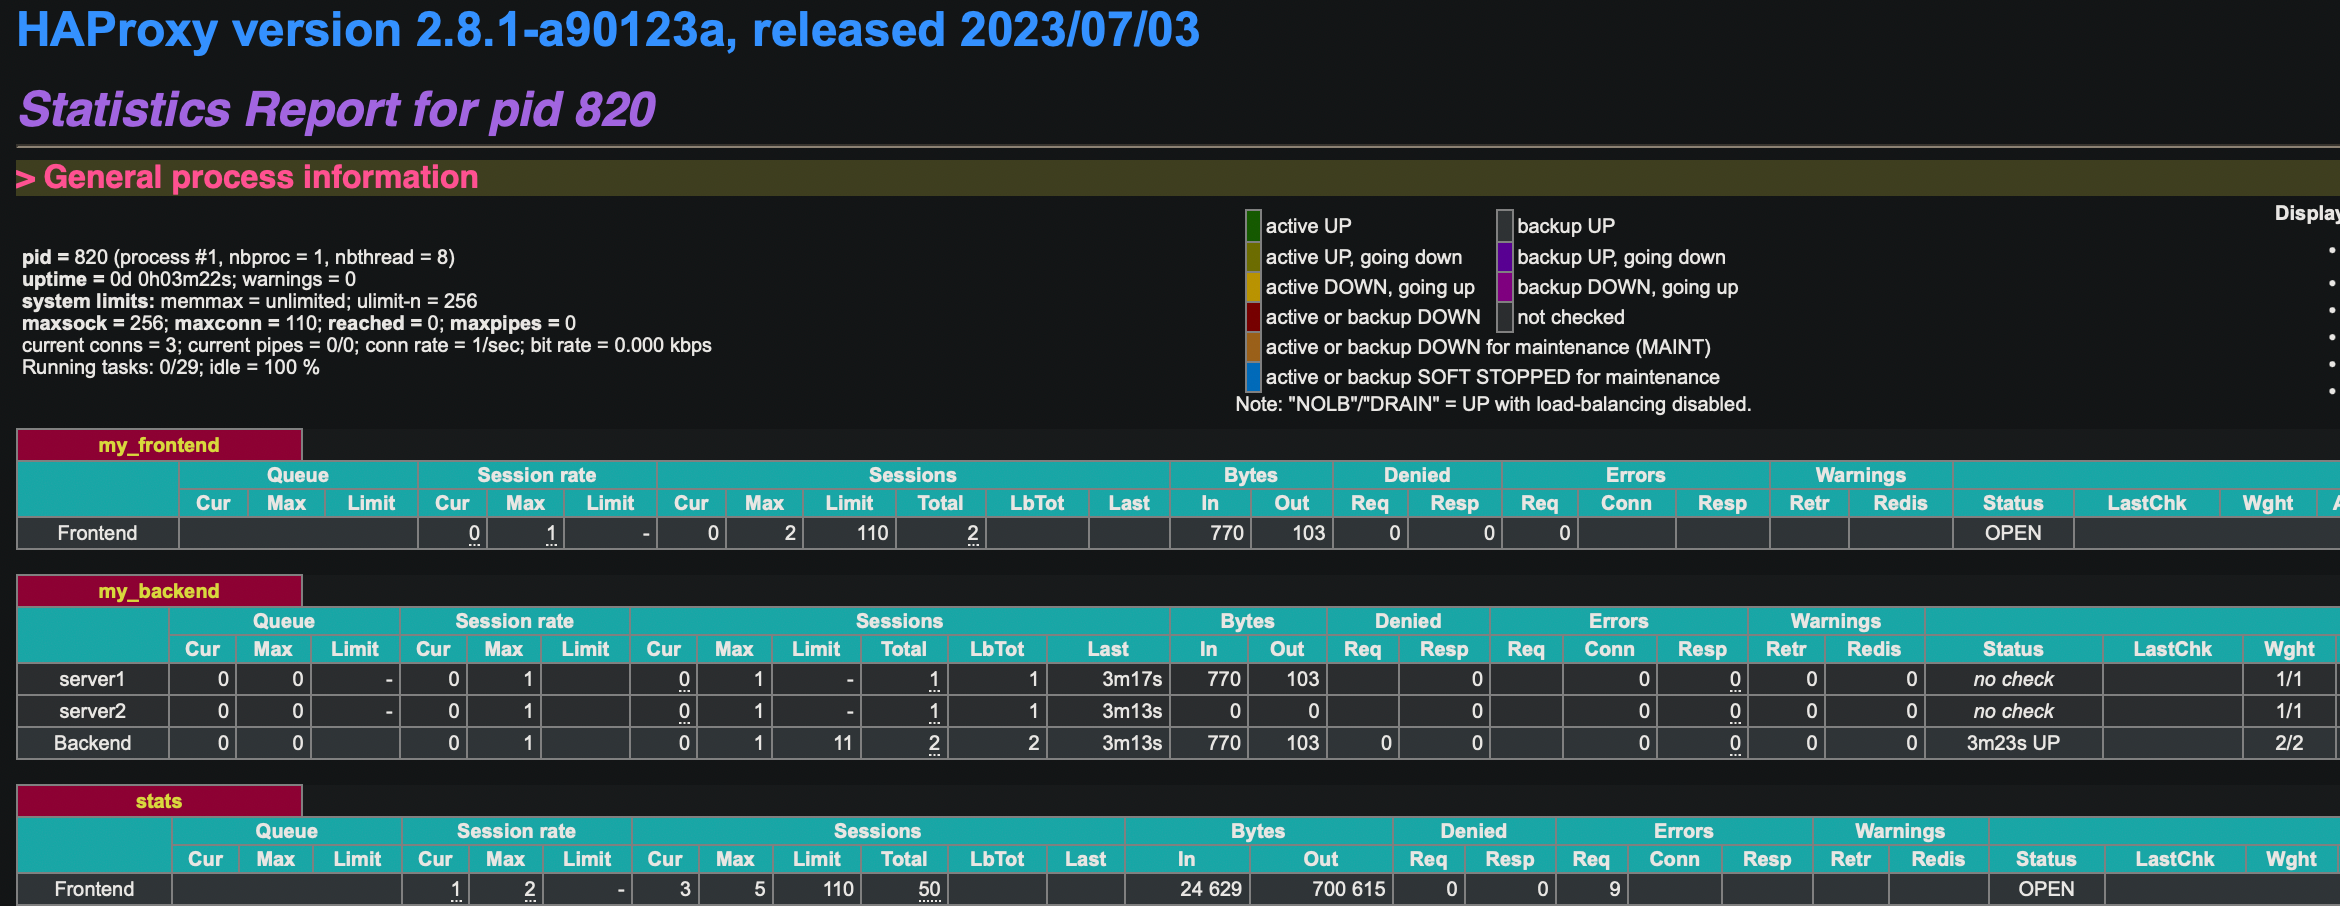 HAProxy version 2.8.1-a90123a, released 2023/07/03
Statistics Report for pid 820
> General process information
pid = 820 (process #1, nbproc = 1, nbthread = 8)
uptime = 0d 0h03m22s; warnings = 0
system limits: memmax = unlimited; ulimit-n = 256
maxsock = 256; maxconn = 110; reached = 0; maxpipes = 0
current conns = 3; current pipes = 0/0; conn rate = 1/sec; bit rate = 0.000 kbps
Running tasks: 0/29; idle = 100 %
active UP backup UP
active UP, going down backup UP, going down
active DOWN, going up backup DOWN, going up
active or backup DOWN not checked
active or backup DOWN for maintenance (MAINT)
active or backup SOFT STOPPED for maintenance
Note: "NOLB"/"DRAIN" = UP with load-balancing disabled.
Display
my_frontend
Queue Session rate Sessions Bytes Denied Errors Warnings
Cur Max Limit Cur Max Limit Cur Max Limit Total LbTot Last In Out Req Resp Req Conn Resp Retr Redis Status LastChk Wght
Frontend 0 1 - 0 2 110 2 770 103 0 0 0 OPEN
my_backend
Queue Session rate Sessions Bytes Denied Errors Warnings
Cur Max Limit Cur Max Limit Cur Max Limit Total LbTot Last In Out Req Resp Req Conn Resp Retr Redis Status LastChk Wght
server1 0 0 - 0 1 0 1 - 1 1 3m17s 770 103 0 0 0 0 0 no check 1/1
server2 0 0 - 0 1 0 1 - 1 1 3m13s 0 0 0 0 0 0 0 no check 1/1
Backend 0 0 0 1 0 1 11 2 2 3m13s 770 103 0 0 0 0 0 0 3m23s UP 2/2
stats
Queue Session rate Sessions Bytes Denied Errors Warnings
Cur Max Limit Cur Max Limit Cur Max Limit Total LbTot Last In Out Req Resp Req Conn Resp Retr Redis Status LastChk Wght
Frontend 1 2 - 3 5 110 50 24 629 700 615 0 0 9 OPEN